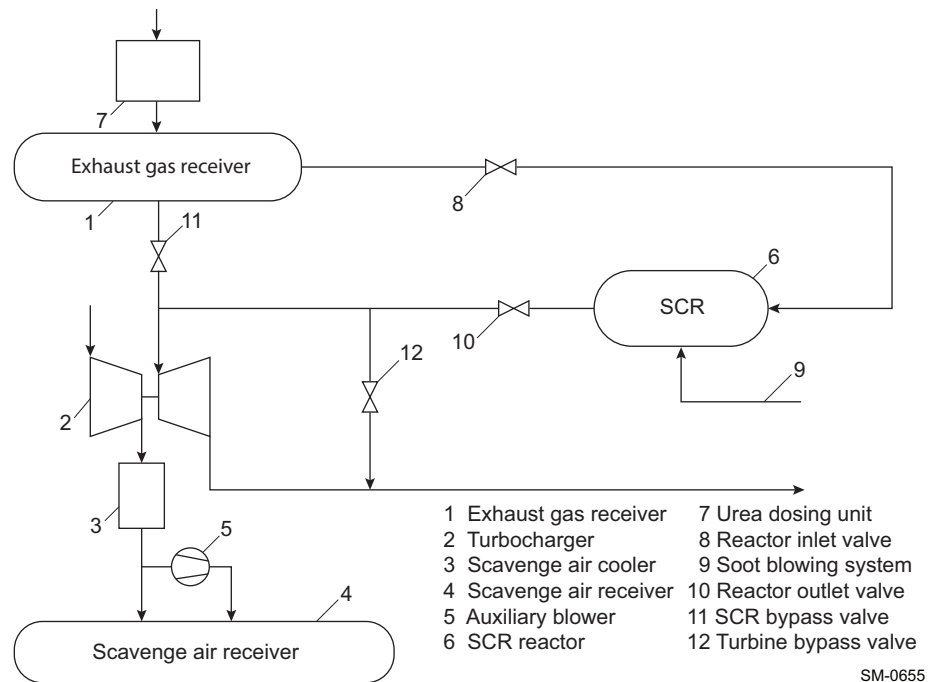 7
Exhaust gas receiver
1
11
8
6
SCR
10
12
9
2
3
5
4
Scavenge air receiver
1 Exhaust gas receiver
2 Turbocharger
3 Scavenge air cooler
4 Scavenge air receiver
5 Auxiliary blower
6 SCR reactor
7 Urea dosing unit
8 Reactor inlet valve
9 Soot blowing system
10 Reactor outlet valve
11 SCR bypass valve
12 Turbine bypass valve
SM-0655